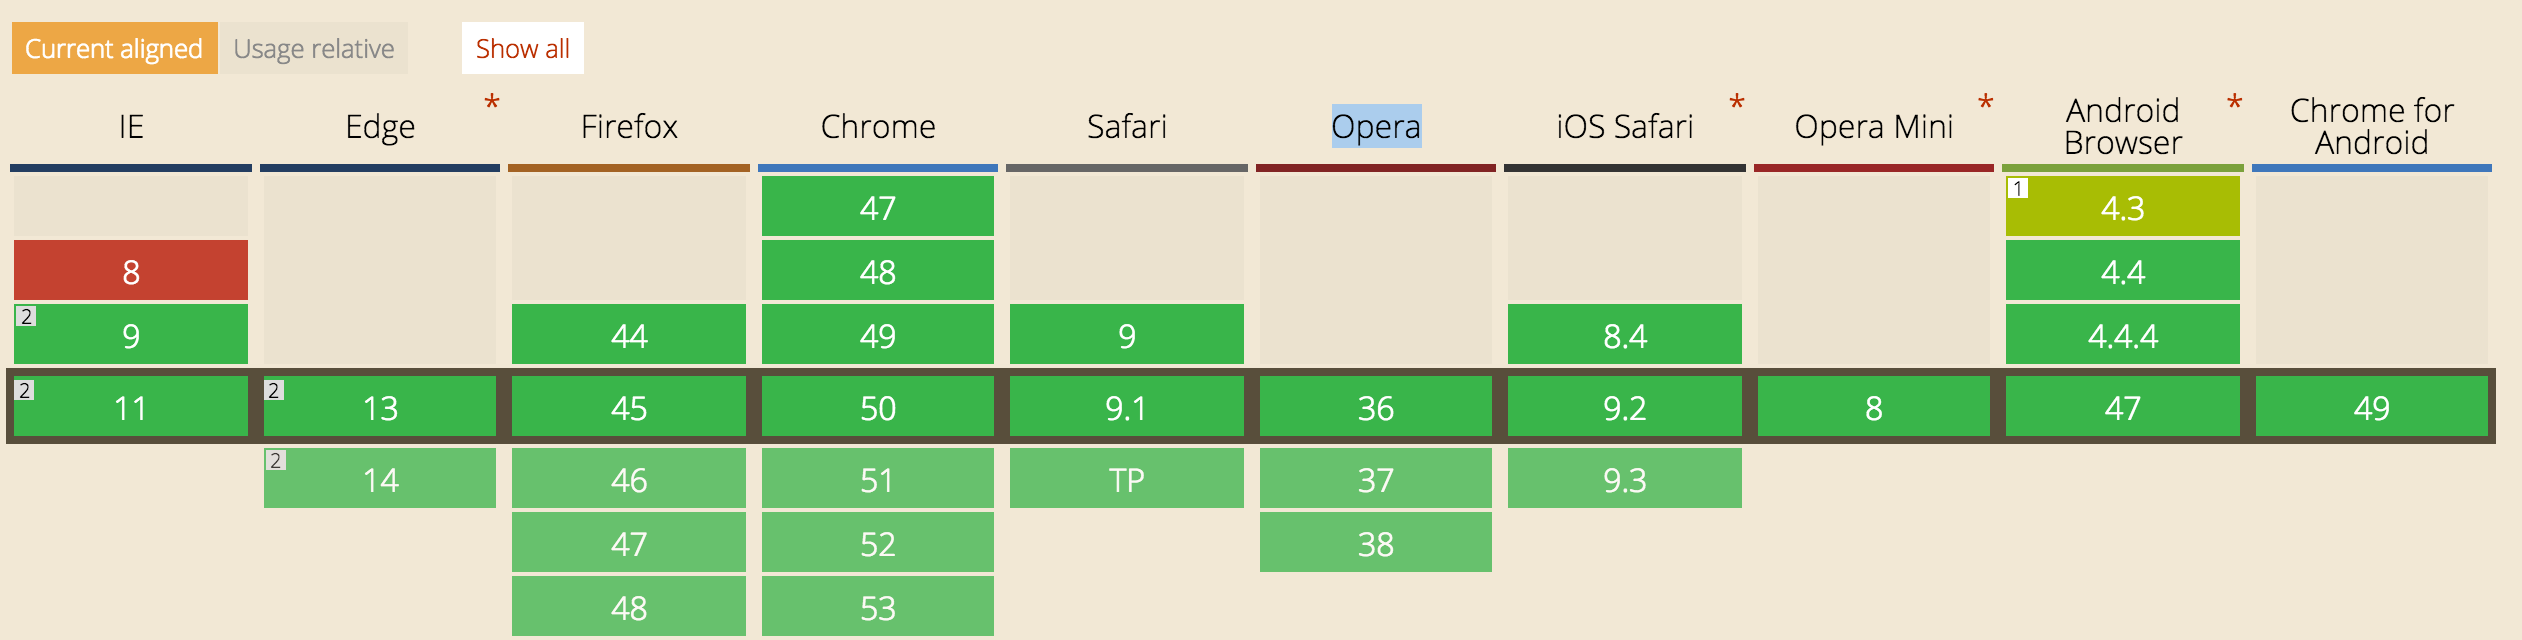 Current aligned Usage relative Show all
IE Edge * Firefox Chrome Safari Opera iOS Safari * Opera Mini * Android Browser * Chrome for Android
47 1 4.3
8 48 4.4
2 9 44 49 9 8.4 4.4.4
2 11 2 13 45 50 9.1 36 9.2 8 47 49
2 14 46 51 TP 37 9.3
47 52 38
48 53